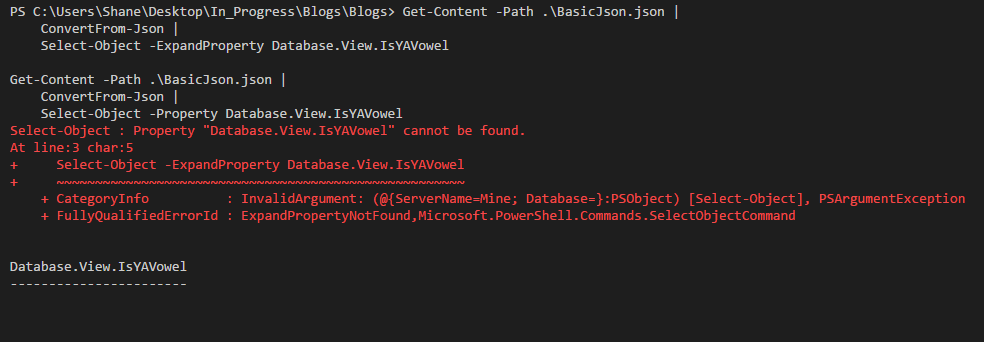 PS C:\Users\Shane\Desktop\In_Progress\Blogs\Blogs> Get-Content -Path .\BasicJson.json |
    ConvertFrom-Json |
    Select-Object -ExpandProperty Database.View.IsYAVowel

Get-Content -Path .\BasicJson.json |
    ConvertFrom-Json |
    Select-Object -Property Database.View.IsYAVowel
Select-Object : Property "Database.View.IsYAVowel" cannot be found.
At line:3 char:5
+     Select-Object -ExpandProperty Database.View.IsYAVowel
+     ~~~~~~~~~~~~~~~~~~~~~~~~~~~~~~~~~~~~~~~~~~~~~~~~~~~~~
    + CategoryInfo          : InvalidArgument: (@{ServerName=Mine; Database=}:PSObject) [Select-Object], PSArgumentException
    + FullyQualifiedErrorId : ExpandPropertyNotFound,Microsoft.PowerShell.Commands.SelectObjectCommand

Database.View.IsYAVowel
-----------------------